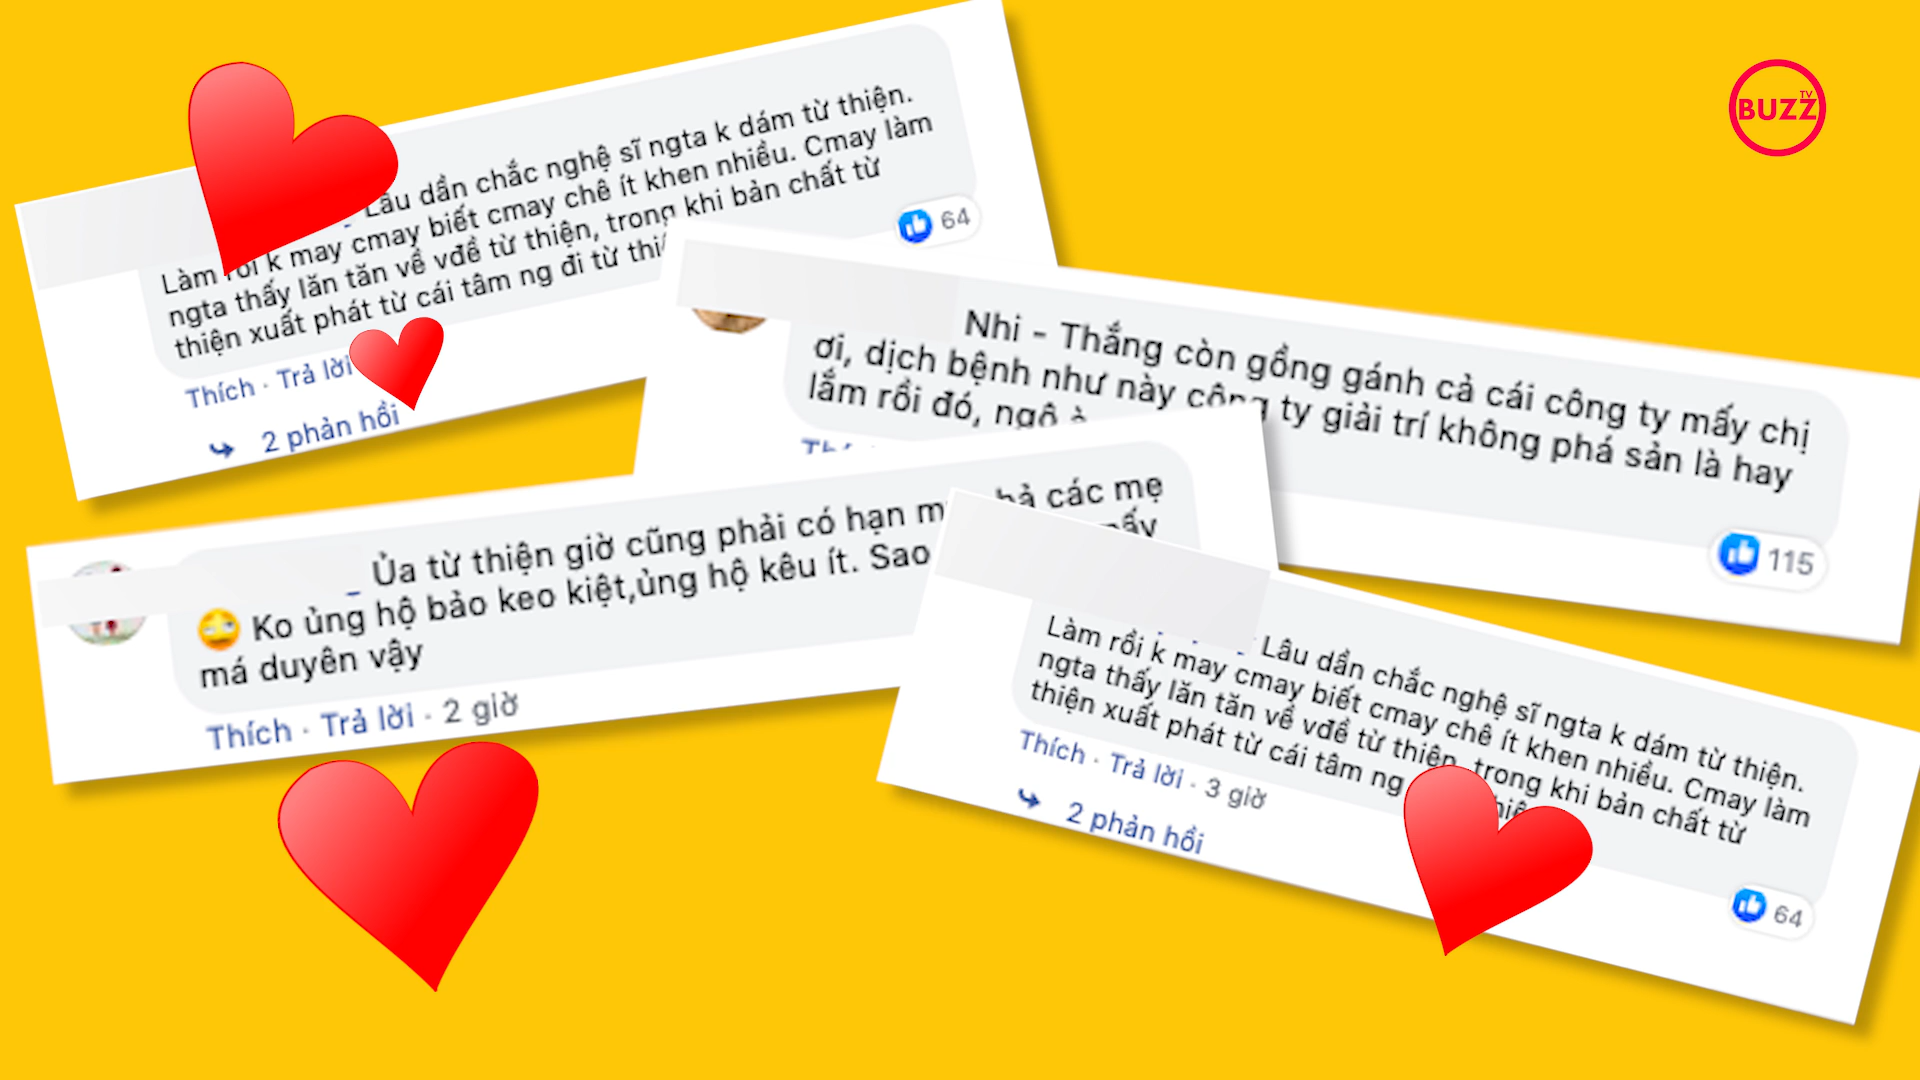 BUZZ TV
Lâu dần chắc nghệ sĩ ngta k dám từ thiện.
Làm rồi k may cmay biết cmay chê ít khen nhiều. Cmay làm
ngta thấy lăn tăn về vđề từ thiện, trong khi bản chất từ
thiện xuất phát từ cái tâm ng đi từ
64
Thích · Trả lời
2 phản hồi
Nhi - Thắng còn gồng gánh cả cái công ty mấy chị
ơi, dịch bệnh như này công ty giải trí không phá sản là hay
lắm rồi đó, ngộ
115
Ủa từ thiện giờ cũng phải có hạn các mẹ
🙄 Ko ủng hộ bảo keo kiệt,ủng hộ kêu ít. Sao mấy
má duyên vậy
Thích · Trả lời · 2 giờ
Lâu dần chắc nghệ sĩ ngta k dám từ thiện.
Làm rồi k may cmay biết cmay chê ít khen nhiều. Cmay làm
ngta thấy lăn tăn về vđề từ thiện, trong khi bản chất từ
thiện xuất phát từ cái tâm ng
Thích · Trả lời · 3 giờ
2 phản hồi
64